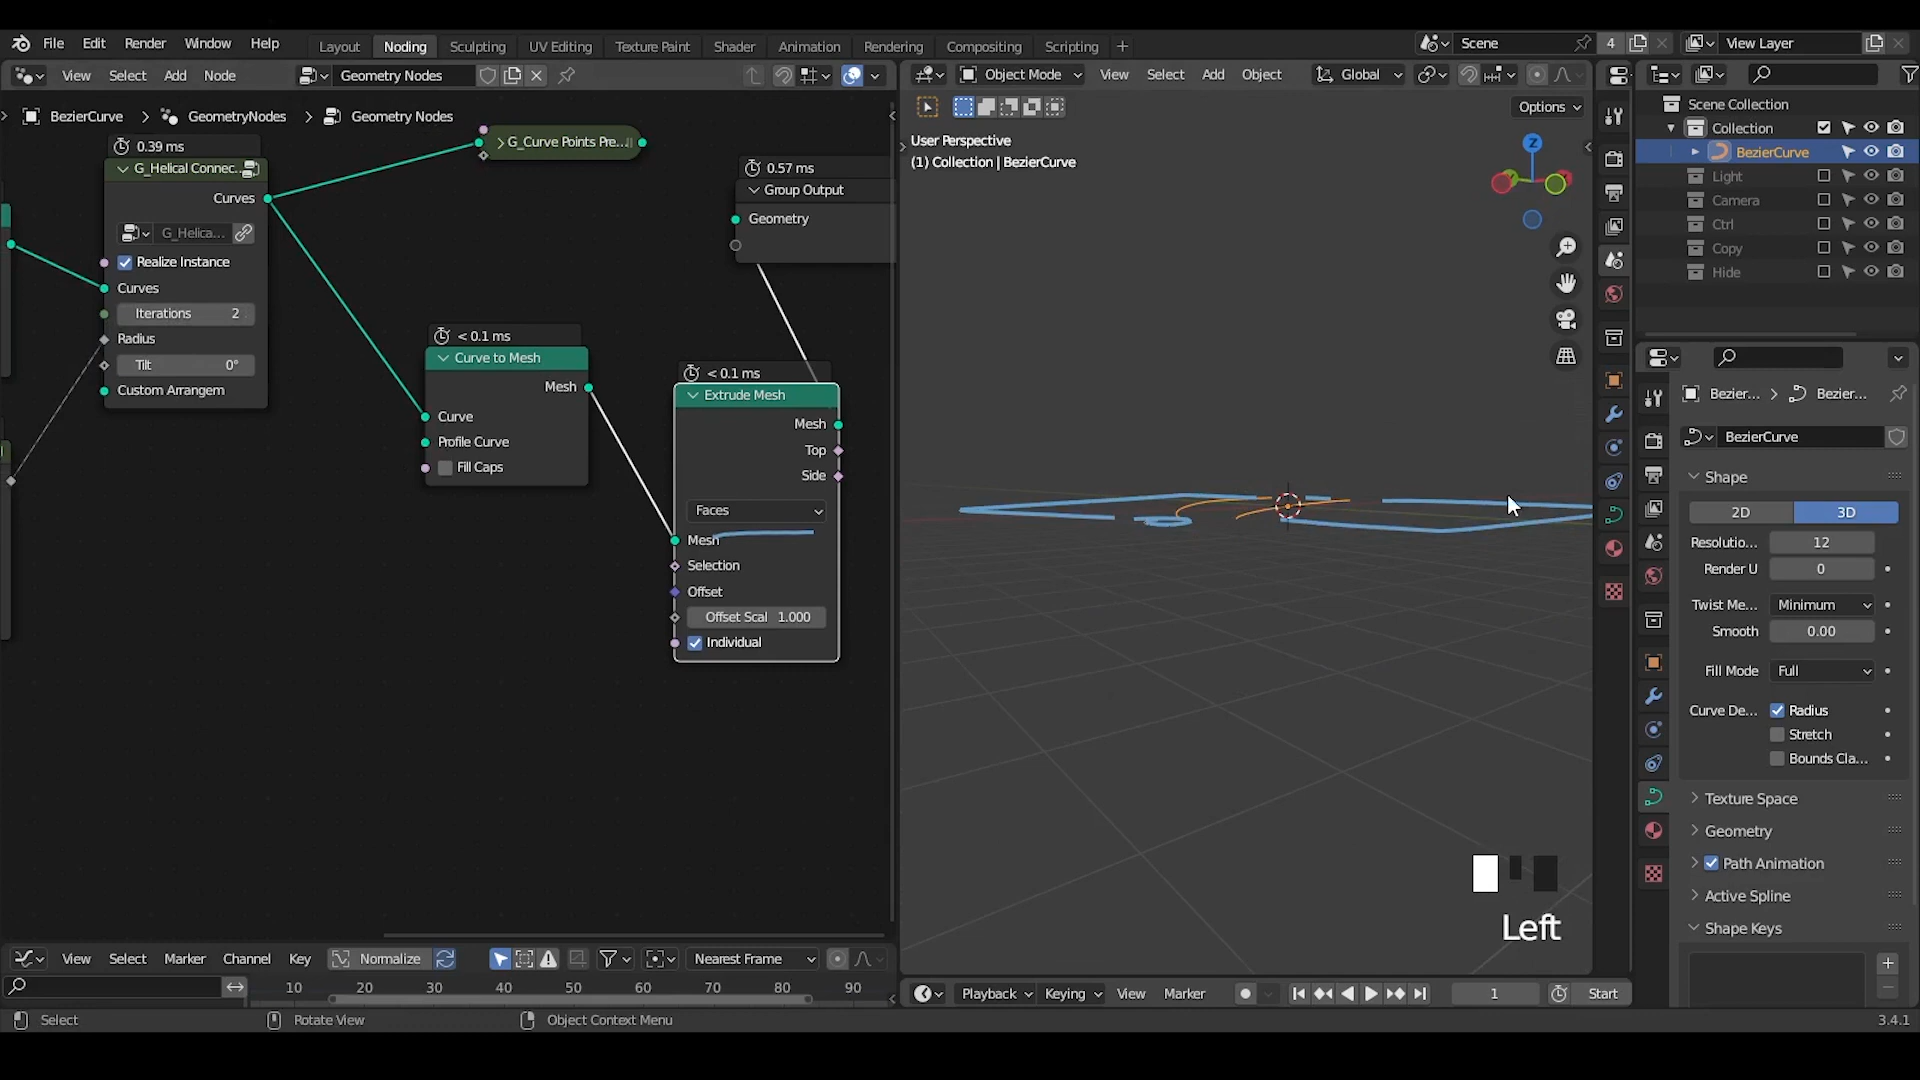 File Edit Render Window Help
Layout Noding Sculpting UV Editing Texture Paint Shader Animation Rendering Compositing Scripting
Scene 4 View Layer
View Select Add Node Geometry Nodes
Object Mode View Select Add Object Global
Options
BezierCurve > GeometryNodes > Geometry Nodes
0.39 ms
G_Helical Connec...
Curves
G_Helica...
Realize Instance
Curves
Iterations 2
Radius
Tilt 0°
Custom Arrangem
G_Curve Points Pre...
0.57 ms
Group Output
Geometry
< 0.1 ms
Curve to Mesh
Mesh
Curve
Profile Curve
Fill Caps
< 0.1 ms
Extrude Mesh
Mesh
Top
Side
Faces
Mesh
Selection
Offset
Offset Scal 1.000
Individual
User Perspective
(1) Collection | BezierCurve
Z
Left
Scene Collection
Collection
BezierCurve
Light
Camera
Ctrl
Copy
Hide
Bezier... > Bezier...
BezierCurve
Shape
2D 3D
Resolutio... 12
Render U 0
Twist Me... Minimum
Smooth 0.00
Fill Mode Full
Curve De... Radius
Stretch
Bounds Cla...
Texture Space
Geometry
Path Animation
Active Spline
Shape Keys
View Select Marker Channel Key Normalize Nearest Frame
10 20 30 40 50 60 70 80 90
Playback Keying View Marker 1 Start
Select Rotate View Object Context Menu 3.4.1